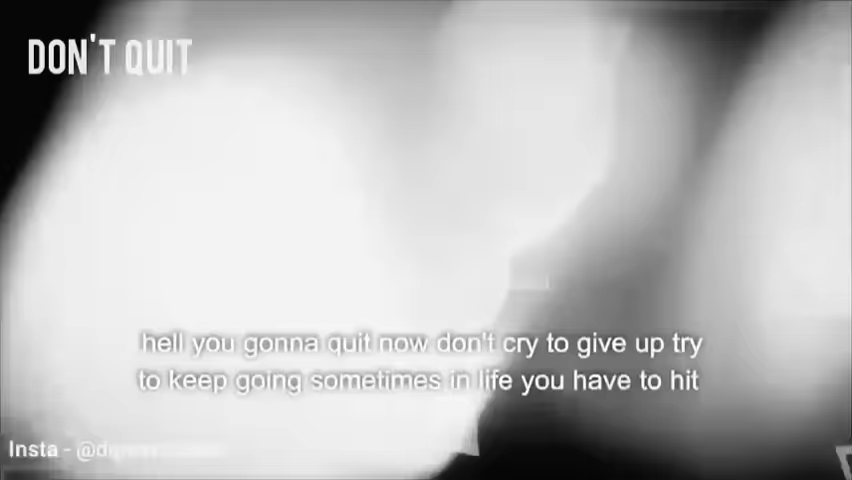 DON'T QUIT
hell you gonna quit now don't cry to give up try
to keep going sometimes in life you have to hit
Insta -